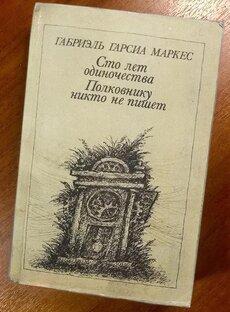 ГАБРИЭЛЬ ГАРСИА МАРКЕС
Сто лет
одиночества
Полковнику
никто не пишет